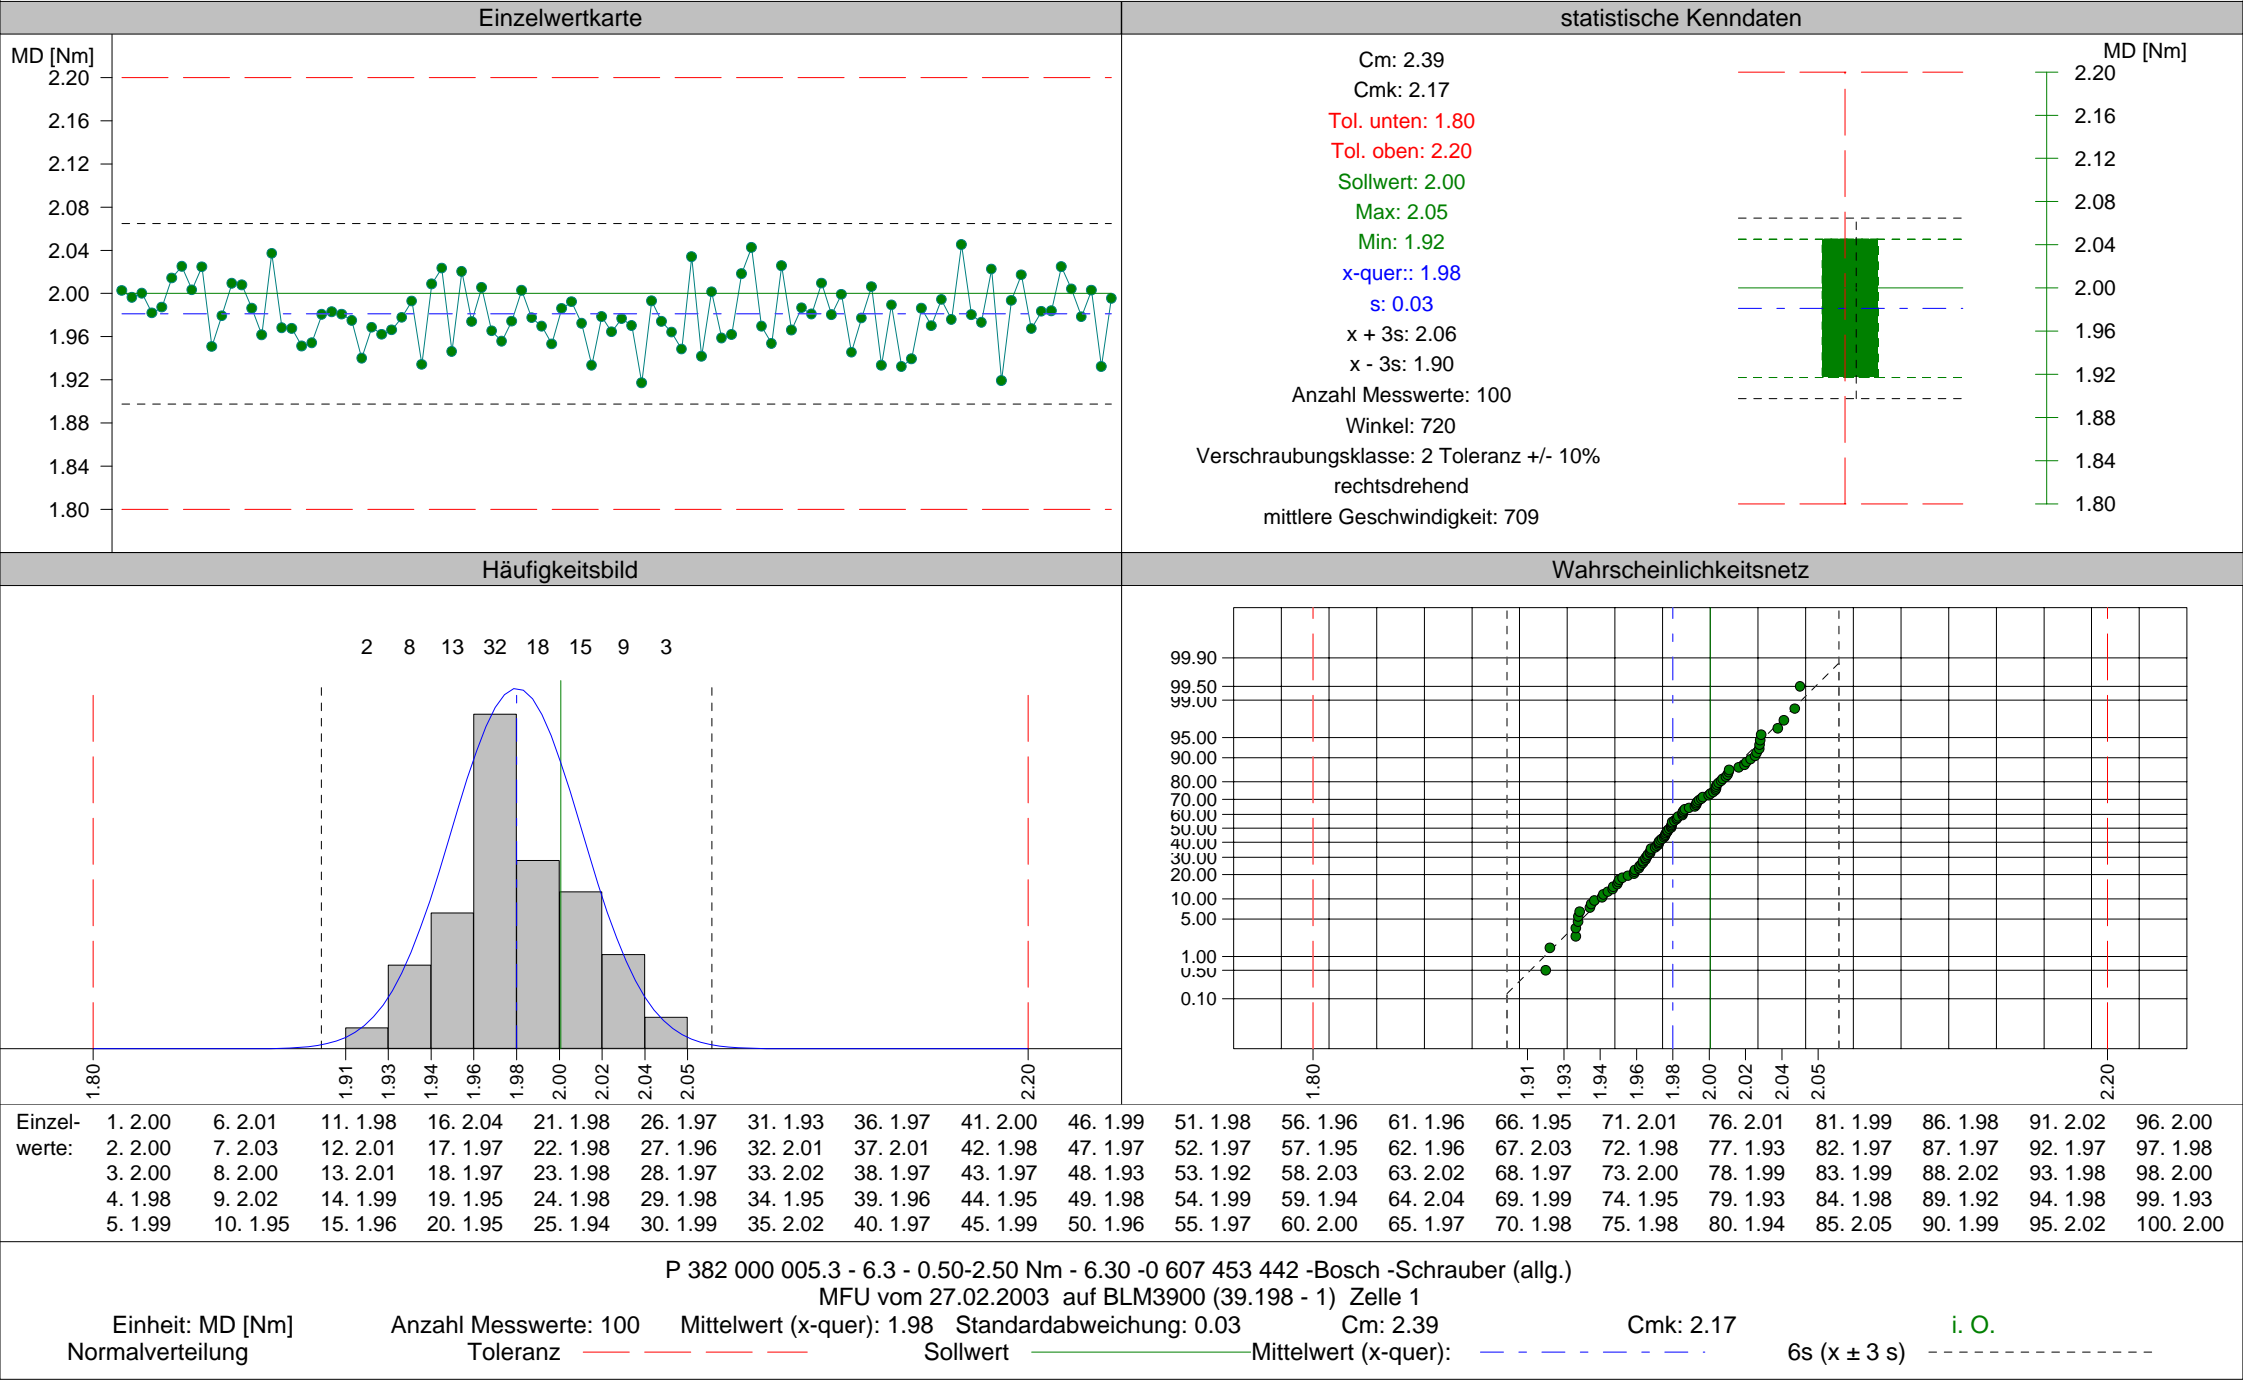 Einzelwertkarte
MD [Nm]
2.20
2.16
2.12
2.08
2.04
2.00
1.96
1.92
1.88
1.84
1.80
statistische Kenndaten
Cm: 2.39
Cmk: 2.17
Tol. unten: 1.80
Tol. oben: 2.20
Sollwert: 2.00
Max: 2.05
Min: 1.92
x-quer:: 1.98
s: 0.03
x + 3s: 2.06
x - 3s: 1.90
Anzahl Messwerte: 100
Winkel: 720
Verschraubungsklasse: 2 Toleranz +/- 10%
rechtsdrehend
mittlere Geschwindigkeit: 709
MD [Nm]
2.20
2.16
2.12
2.08
2.04
2.00
1.96
1.92
1.88
1.84
1.80
Häufigkeitsbild
2 8 13 32 18 15 9 3
1.80 1.91 1.93 1.94 1.96 1.98 2.00 2.02 2.04 2.05 2.20
Wahrscheinlichkeitsnetz
99.90
99.50
99.00
95.00
90.00
80.00
70.00
60.00
50.00
40.00
30.00
20.00
10.00
5.00
1.00
0.50
0.10
1.80 1.91 1.93 1.94 1.96 1.98 2.00 2.02 2.04 2.05 2.20
Einzel- 1. 2.00 6. 2.01 11. 1.98 16. 2.04 21. 1.98 26. 1.97 31. 1.93 36. 1.97 41. 2.00 46. 1.99 51. 1.98 56. 1.96 61. 1.96 66. 1.95 71. 2.01 76. 2.01 81. 1.99 86. 1.98 91. 2.02 96. 2.00
werte: 2. 2.00 7. 2.03 12. 2.01 17. 1.97 22. 1.98 27. 1.96 32. 2.01 37. 2.01 42. 1.98 47. 1.97 52. 1.97 57. 1.95 62. 1.96 67. 2.03 72. 1.98 77. 1.93 82. 1.97 87. 1.97 92. 1.97 97. 1.98
3. 2.00 8. 2.00 13. 2.01 18. 1.97 23. 1.98 28. 1.97 33. 2.02 38. 1.97 43. 1.97 48. 1.93 53. 1.92 58. 2.03 63. 2.02 68. 1.97 73. 2.00 78. 1.99 83. 1.99 88. 2.02 93. 1.98 98. 2.00
4. 1.98 9. 2.02 14. 1.99 19. 1.95 24. 1.98 29. 1.98 34. 1.95 39. 1.96 44. 1.95 49. 1.98 54. 1.99 59. 1.94 64. 2.04 69. 1.99 74. 1.95 79. 1.93 84. 1.98 89. 1.92 94. 1.98 99. 1.93
5. 1.99 10. 1.95 15. 1.96 20. 1.95 25. 1.94 30. 1.99 35. 2.02 40. 1.97 45. 1.99 50. 1.96 55. 1.97 60. 2.00 65. 1.97 70. 1.98 75. 1.98 80. 1.94 85. 2.05 90. 1.99 95. 2.02 100. 2.00
P 382 000 005.3 - 6.3 - 0.50-2.50 Nm - 6.30 -0 607 453 442 -Bosch -Schrauber (allg.)
MFU vom 27.02.2003 auf BLM3900 (39.198 - 1) Zelle 1
Einheit: MD [Nm] Anzahl Messwerte: 100 Mittelwert (x-quer): 1.98 Standardabweichung: 0.03 Cm: 2.39 Cmk: 2.17 i. O.
Normalverteilung Toleranz Sollwert Mittelwert (x-quer): 6s (x ± 3 s)